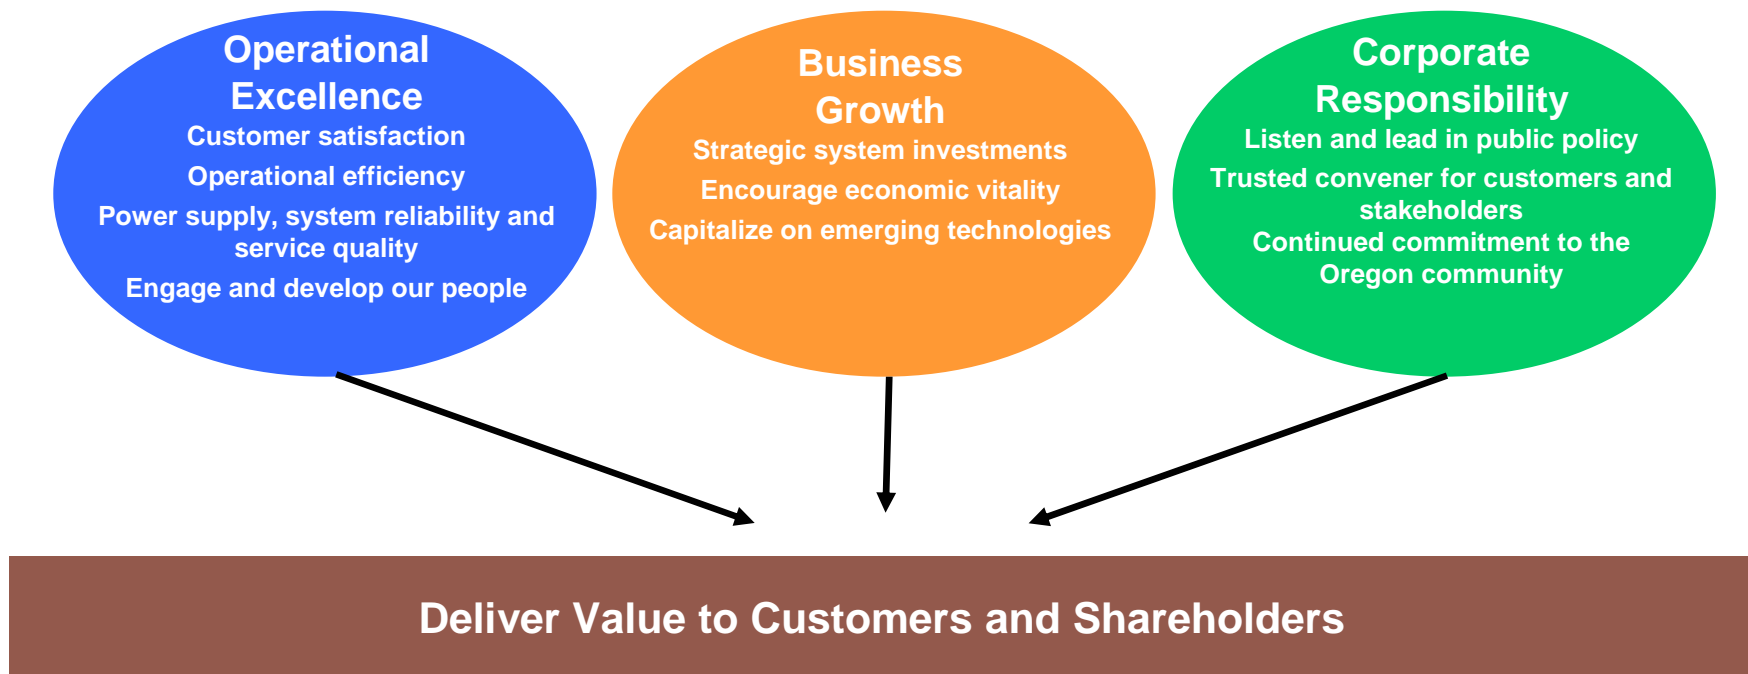 Operational
Excellence
Customer satisfaction
Operational efficiency
Power supply, system reliability and
service quality
Engage and develop our people
Business
Growth
Strategic system investments
Encourage economic vitality
Capitalize on emerging technologies
Corporate
Responsibility
Listen and lead in public policy
Trusted convener for customers and
stakeholders
Continued commitment to the
Oregon community
Deliver Value to Customers and Shareholders